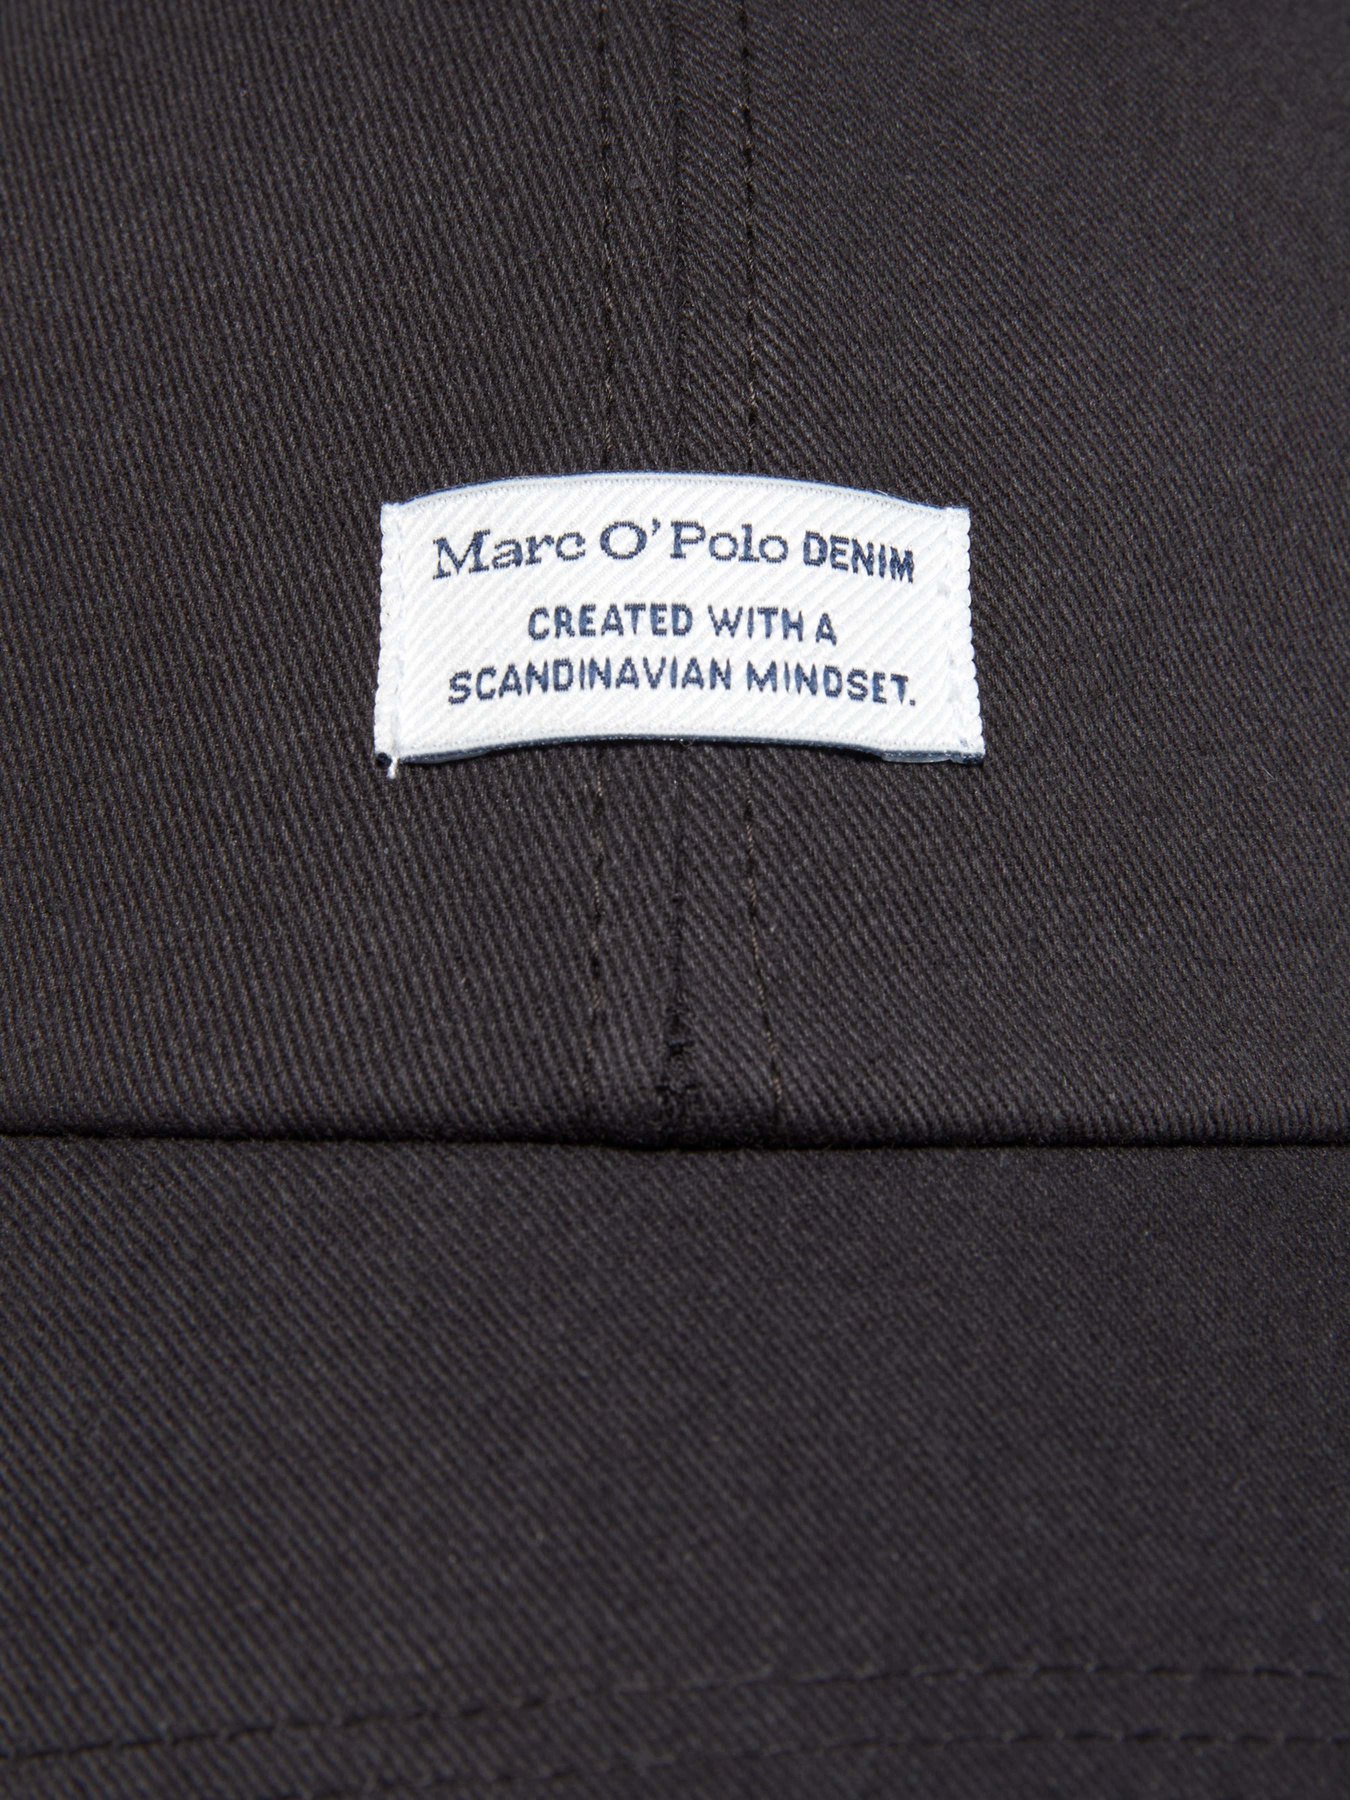 Marc O'Polo DENIM
CREATED WITH A
SCANDINAVIAN MINDSET.